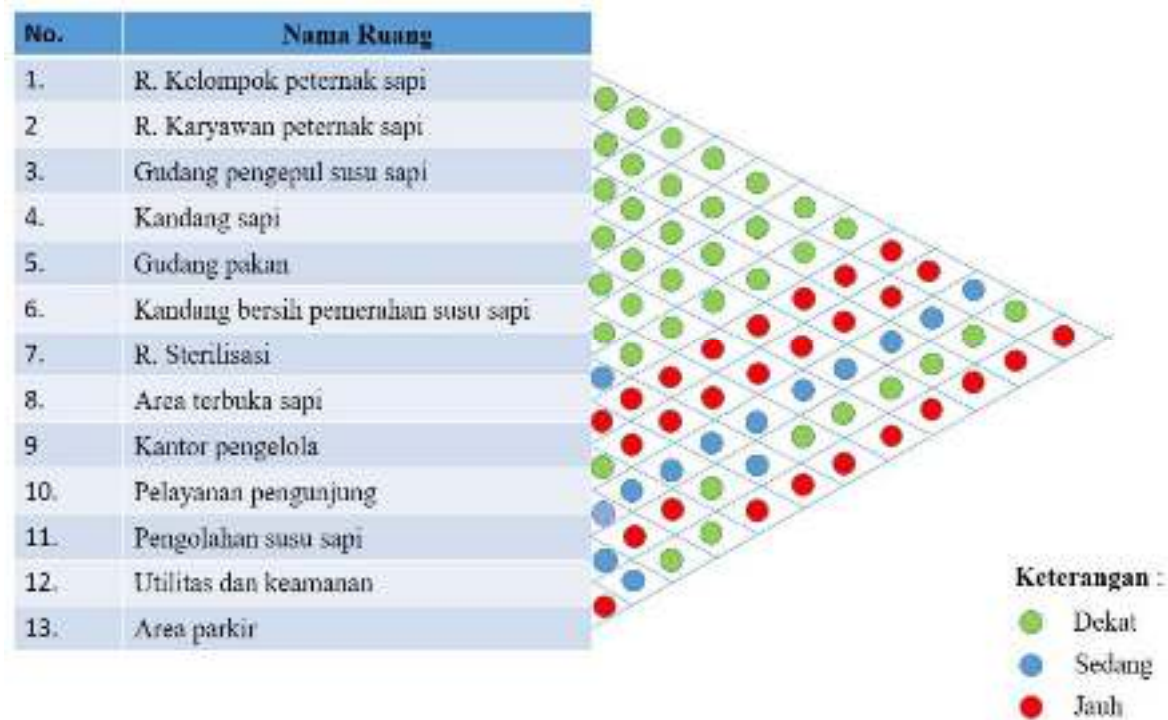 No. Nama Ruang
1. R. Kelompok peternak sapi
2 R. Karyawan peternak sapi
3. Gudang pengepul susu sapi
4. Kandang sapi
5. Gudang pakan
6. Kandang bersih pemerahan susu sapi
7. R. Sterilisasi
8. Area terbuka sapi
9 Kantor pengelola
10. Pelayanan pengunjung
11. Pengolahan susu sapi
12. Utilitas dan keamanan
13. Area parkir
Keterangan :
Dekat
Sedang
Jauh